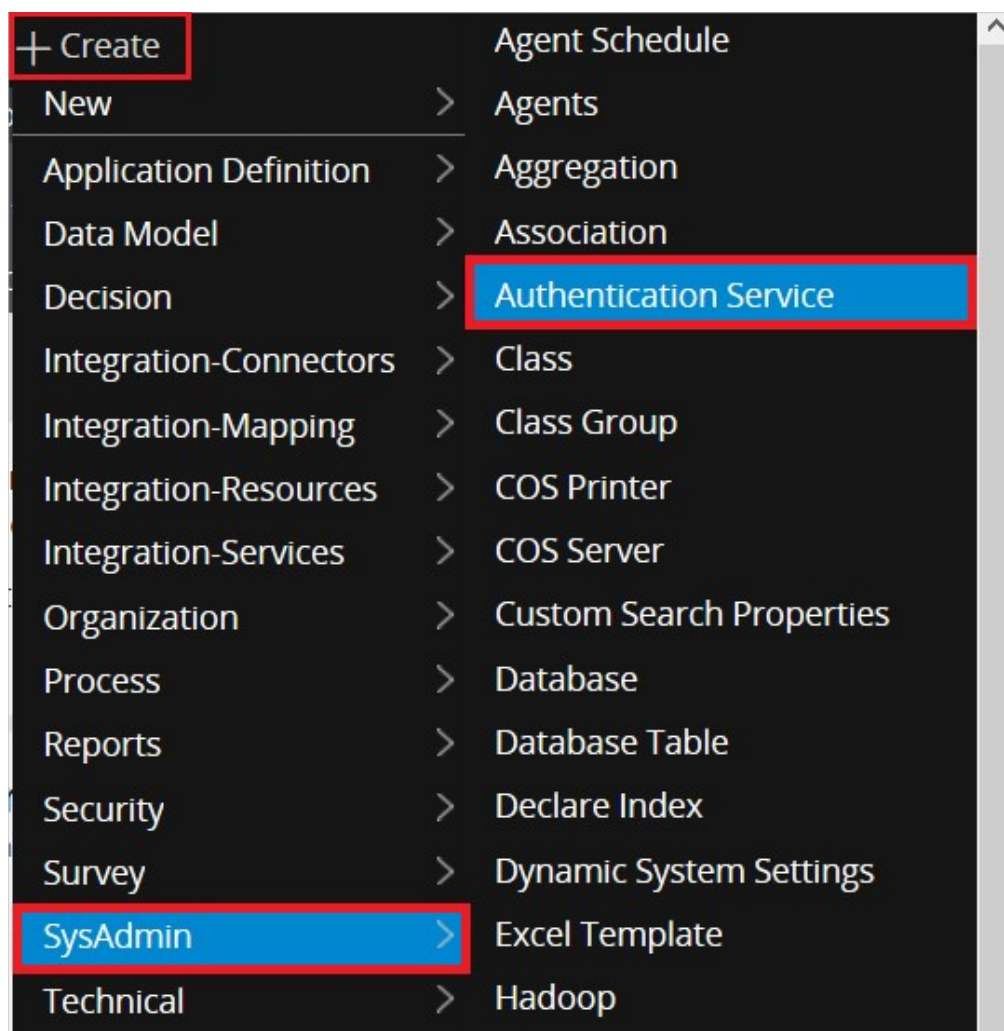 + Create
New
Application Definition
Data Model
Decision
Integration-Connectors
Integration-Mapping
Integration-Resources
Integration-Services
Organization
Process
Reports
Security
Survey
SysAdmin
Technical
Agent Schedule
Agents
Aggregation
Association
Authentication Service
Class
Class Group
COS Printer
COS Server
Custom Search Properties
Database
Database Table
Declare Index
Dynamic System Settings
Excel Template
Hadoop